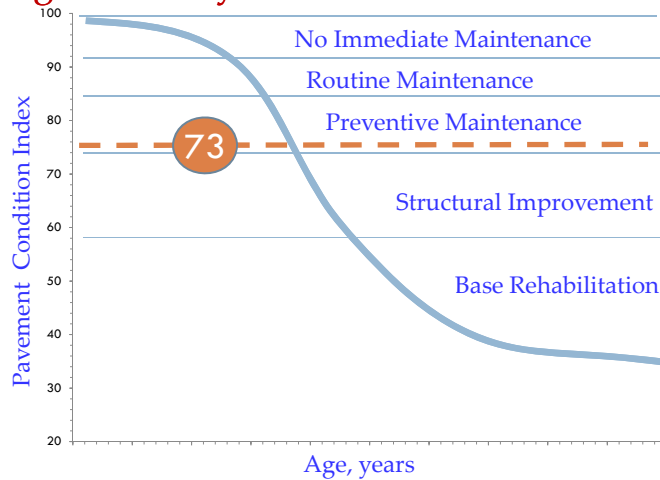 100
No Immediate Maintenance
90
Routine Maintenance
80
Preventive Maintenance
73
70
Structural Improvement
60
50
Base Rehabilitation
40
30
20
Pavement Condition Index
Age, years